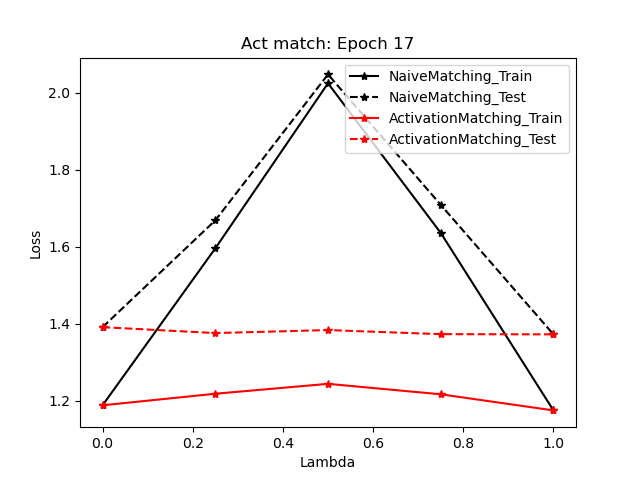 Act match: Epoch 17
NaiveMatching_Train
NaiveMatching_Test
ActivationMatching_Train
ActivationMatching_Test
Loss
2.0
1.8
1.6
1.4
1.2
0.0 0.2 0.4 0.6 0.8 1.0
Lambda